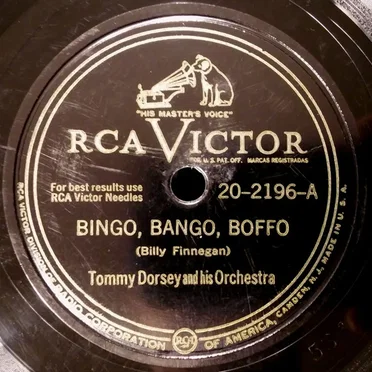 "HIS MASTER'S VOICE"
RCA VICTOR
REG. U. S. PAT. OFF. MARCAS REGISTRADAS
For best results use
RCA Victor Needles
20-2196-A
BINGO, BANGO, BOFFO
(Billy Finnegan)
Tommy Dorsey and his Orchestra
RCA VICTOR DIVISION OF RADIO CORPORATION OF AMERICA, CAMDEN, N. J. MADE IN U. S. A.
RCA